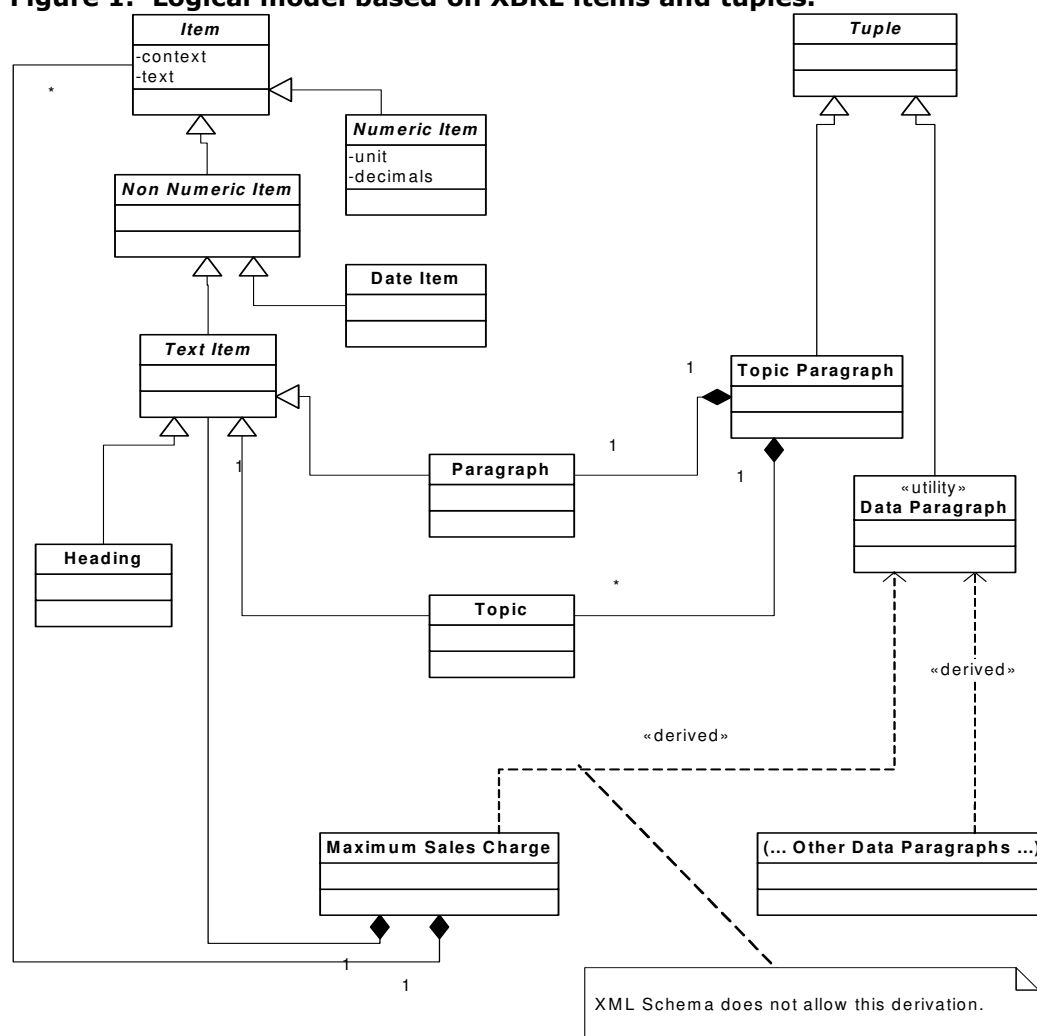 Figure 1. Logical model based on XBRL items and tuples.
Item
-context
-text
*
Tuple
Numeric Item
-unit
-decimals
Non Numeric Item
Date Item
Text Item
1
Topic Paragraph
1
1
1
Paragraph
«utility»
Data Paragraph
Heading
*
Topic
«derived»
«derived»
Maximum Sales Charge
(... Other Data Paragraphs ...)
1
1
XML Schema does not allow this derivation.